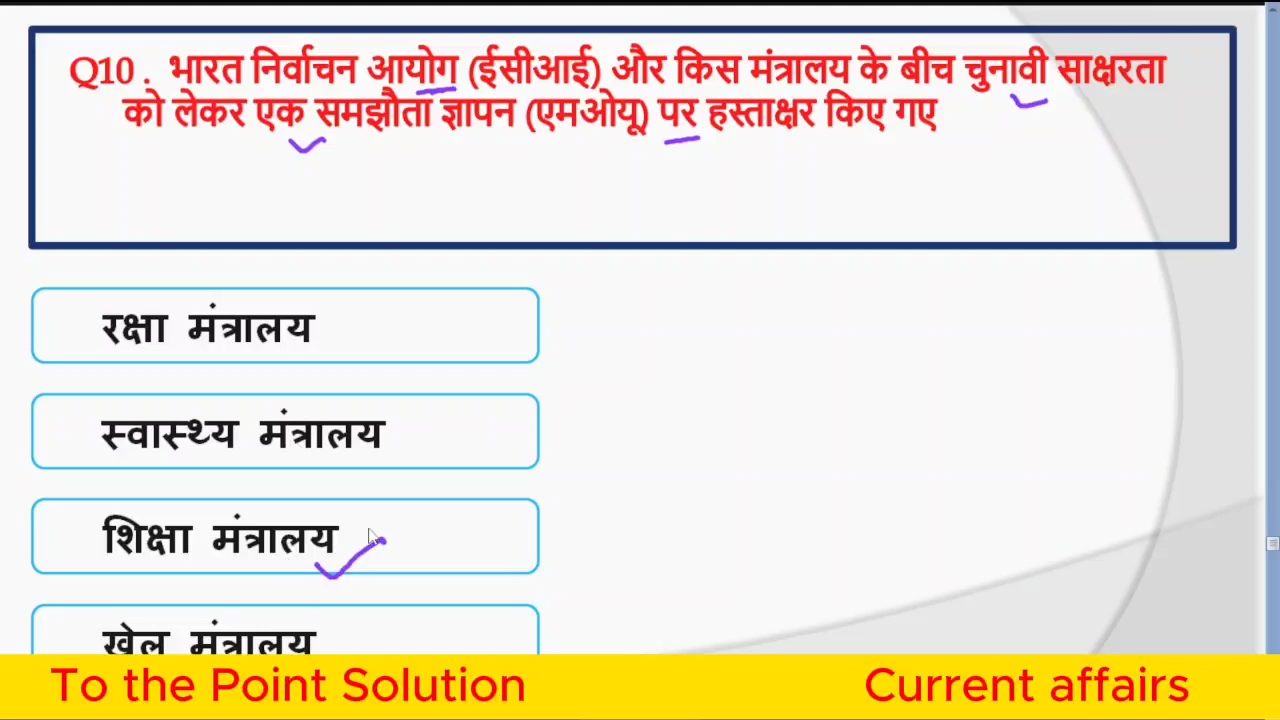 Q10 . भारत निर्वाचन आयोग (ईसीआई) और किस मंत्रालय के बीच चुनावी साक्षरता
को लेकर एक समझौता ज्ञापन (एमओयू) पर हस्ताक्षर किए गए
रक्षा मंत्रालय
स्वास्थ्य मंत्रालय
शिक्षा मंत्रालय
खेल मंत्रालय
To the Point Solution Current affairs